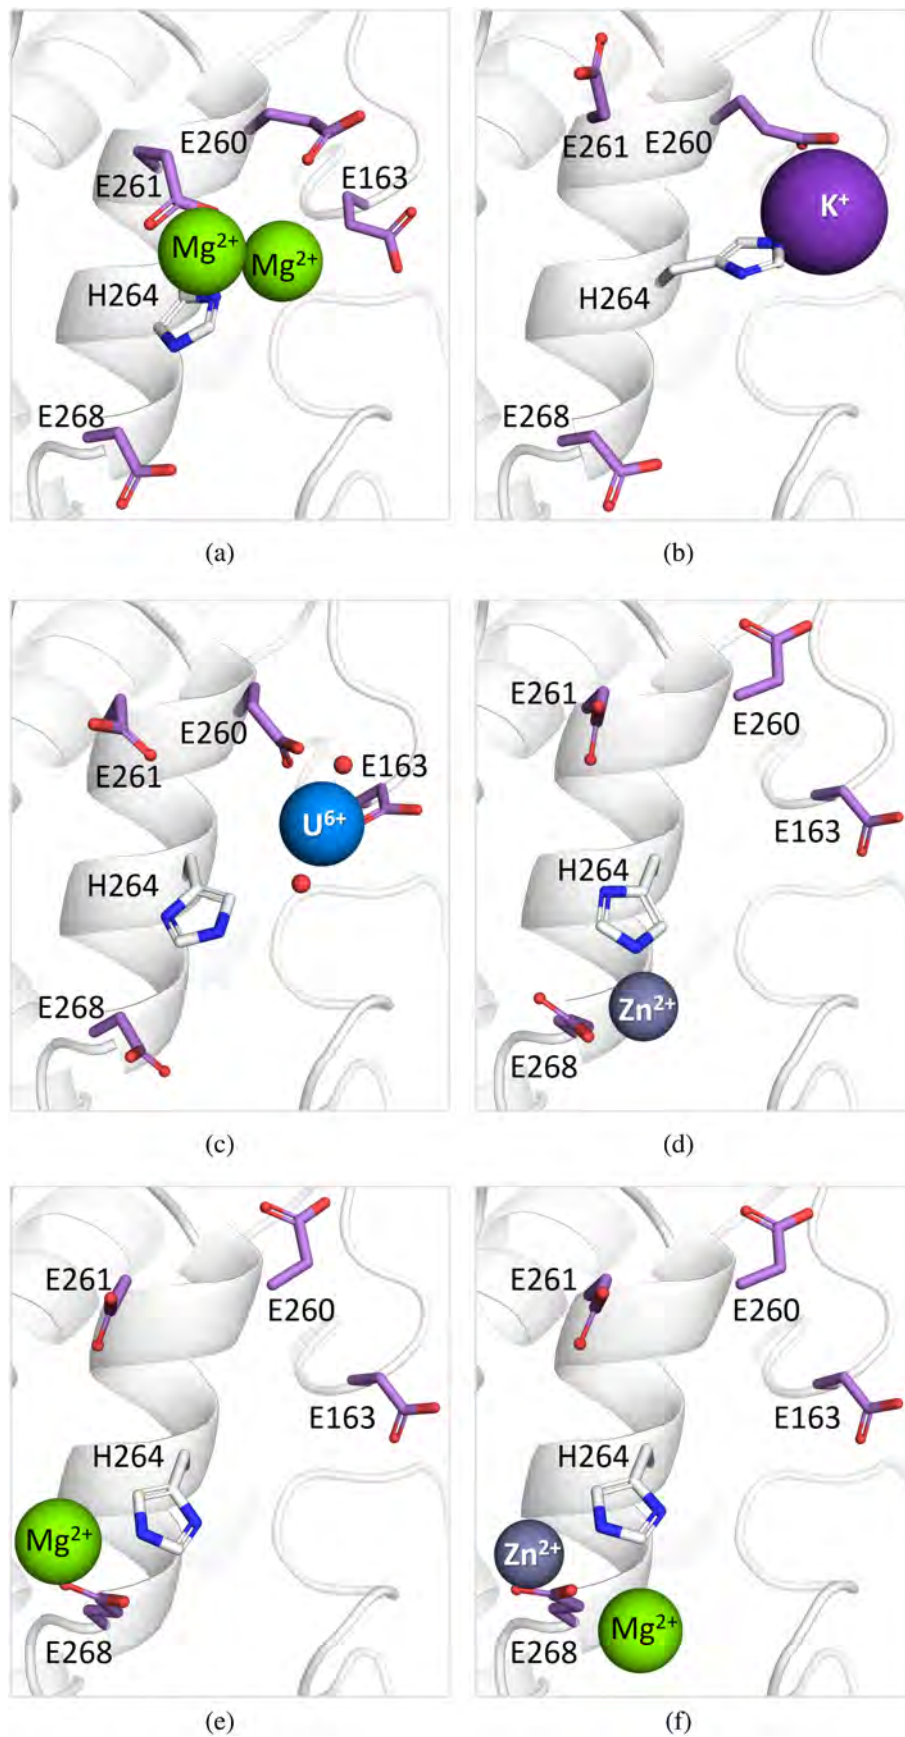 E260
E163
E261
Mg²⁺
Mg²⁺
H264
E268
(a)
E261
E260
K⁺
H264
E268
(b)
E260
E163
E261
U⁶⁺
H264
E268
(c)
E261
E260
E163
H264
Zn²⁺
E268
(d)
E261
E260
E163
H264
Mg²⁺
E268
(e)
E261
E260
E163
H264
Zn²⁺
Mg²⁺
E268
(f)